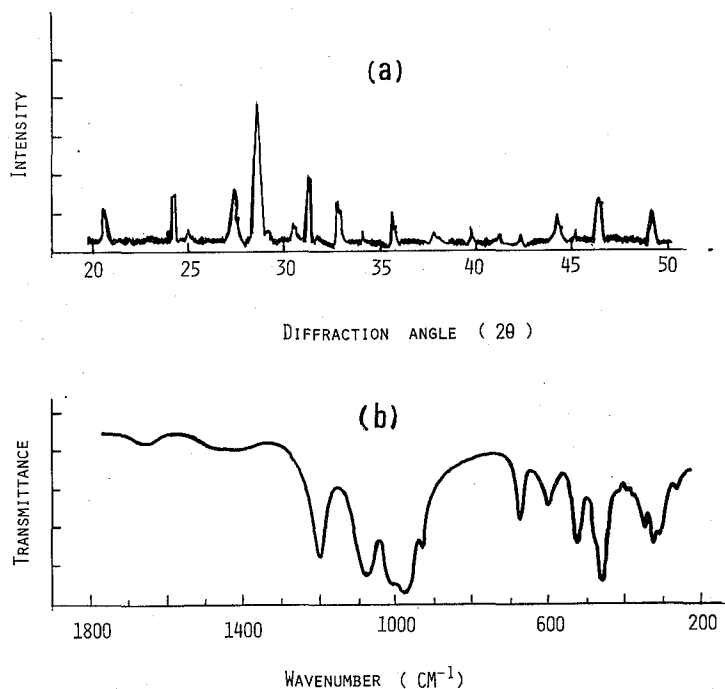 (a)
INTENSITY
20 25 30 35 40 45 50
DIFFRACTION ANGLE ( 2θ )
(b)
TRANSMITTANCE
1800 1400 1000 600 200
WAVENUMBER ( CM⁻¹ )